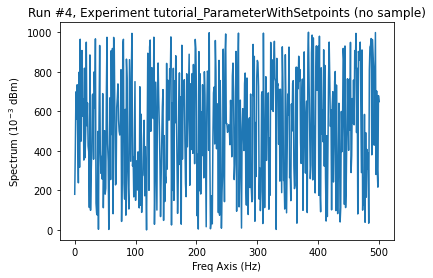 Run #4, Experiment tutorial_ParameterWithSetpoints (no sample)
1000
800
600
400
200
0
Spectrum (10⁻³ dBm)
0 100 200 300 400 500
Freq Axis (Hz)